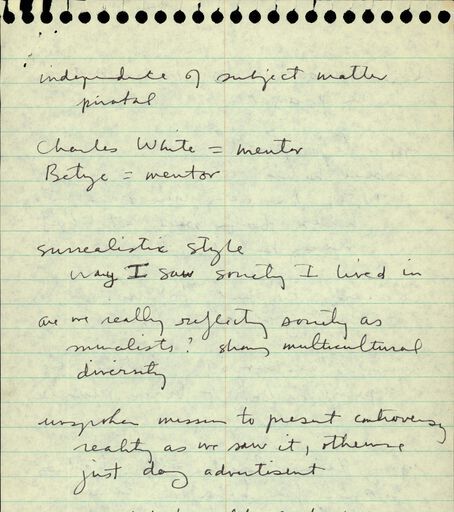 independence of subject matter
pivotal
Charles White = mentor
Betye = mentor
surrealistic style
way I saw society I lived in
are we really reflecting society as
muralists? showing multicultural
diversity
unspoken mission to present controversy
reality as we saw it, otherwise
just doing advertisement